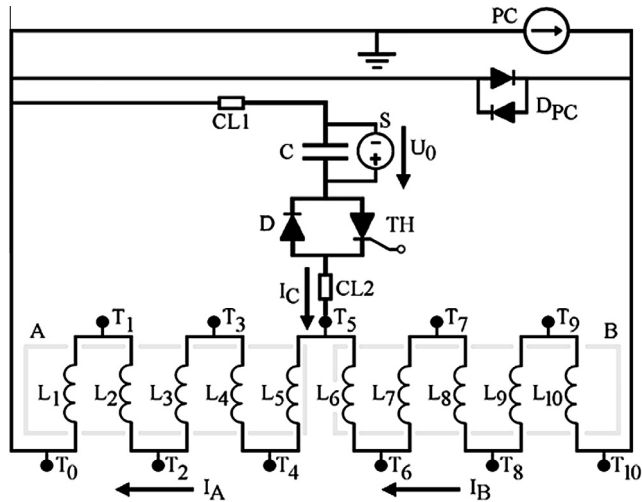 PC
D_PC
CL1
S
C
U_0
D
TH
I_C
CL2
A
T_1
T_3
T_5
T_7
T_9
B
L_1
L_2
L_3
L_4
L_5
L_6
L_7
L_8
L_9
L_10
T_0
T_2
T_4
T_6
T_8
T_10
I_A
I_B